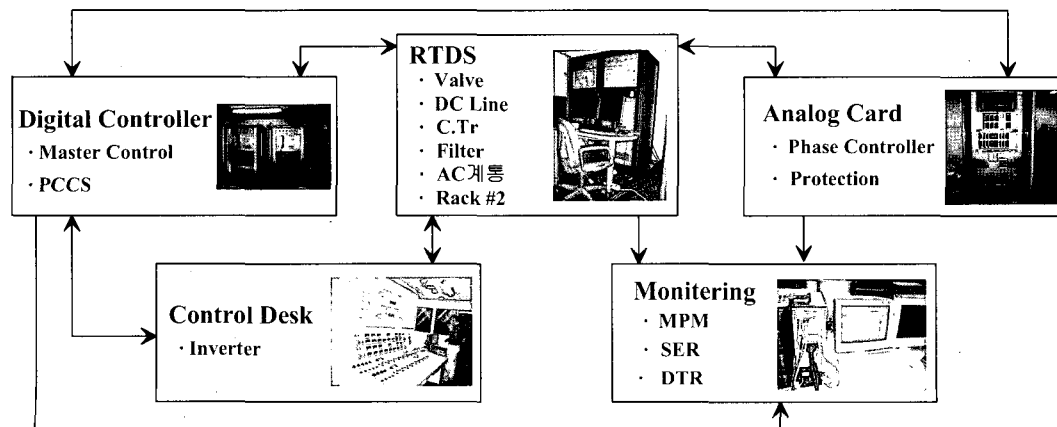 Digital Controller
· Master Control
· PCCS
RTDS
· Valve
· DC Line
· C.Tr
· Filter
· AC계통
· Rack #2
Analog Card
· Phase Controller
· Protection
Control Desk
· Inverter
Monitering
· MPM
· SER
· DTR